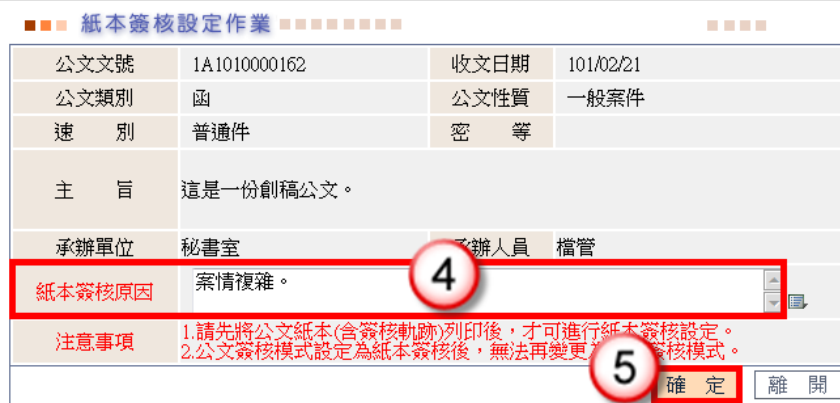 紙本簽核設定作業
公文文號 1A1010000162 收文日期 101/02/21
公文類別 函 公文性質 一般案件
速 別 普通件 密 等
主 旨 這是一份創稿公文。
承辦單位 秘書室 承辦人員 檔管
紙本簽核原因 案情複雜。 4
注意事項 1.請先將公文紙本(含簽核軌跡)列印後，才可進行紙本簽核設定。
2.公文簽核模式設定為紙本簽核後，無法再變更 簽核模式。
5 確 定 離 開